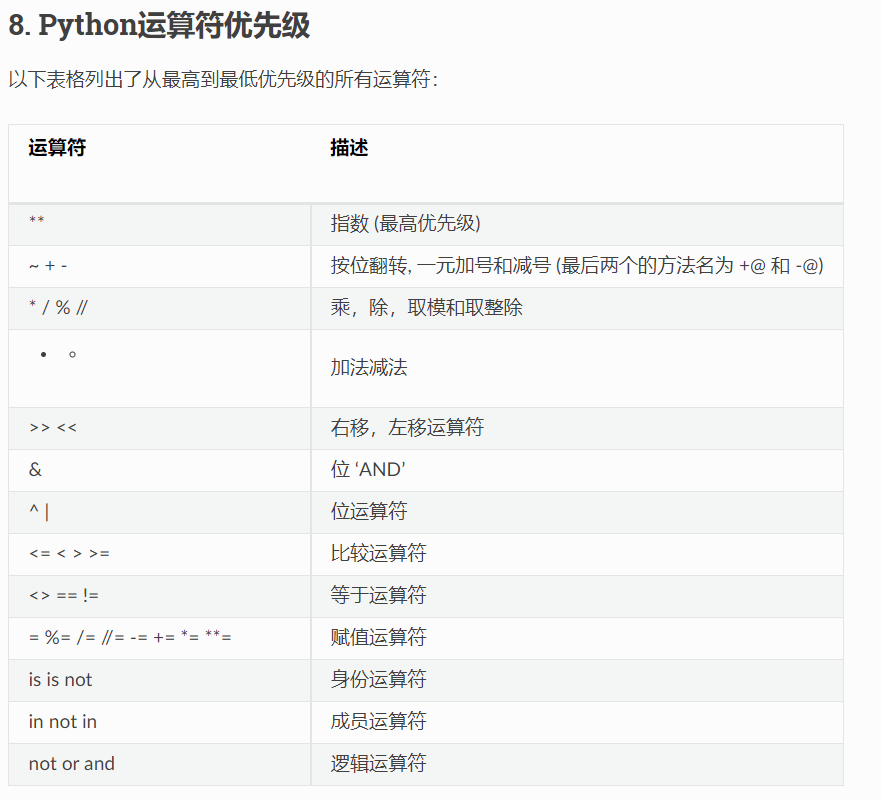 8. Python运算符优先级
以下表格列出了从最高到最低优先级的所有运算符：
运算符 描述
** 指数 (最高优先级)
~ + - 按位翻转, 一元加号和减号 (最后两个的方法名为 +@ 和 -@)
* / % // 乘，除，取模和取整除
• ◦ 加法减法
>> << 右移，左移运算符
& 位 ‘AND’
^ | 位运算符
<= < > >= 比较运算符
<> == != 等于运算符
= %= /= //= -= += *= **= 赋值运算符
is is not 身份运算符
in not in 成员运算符
not or and 逻辑运算符